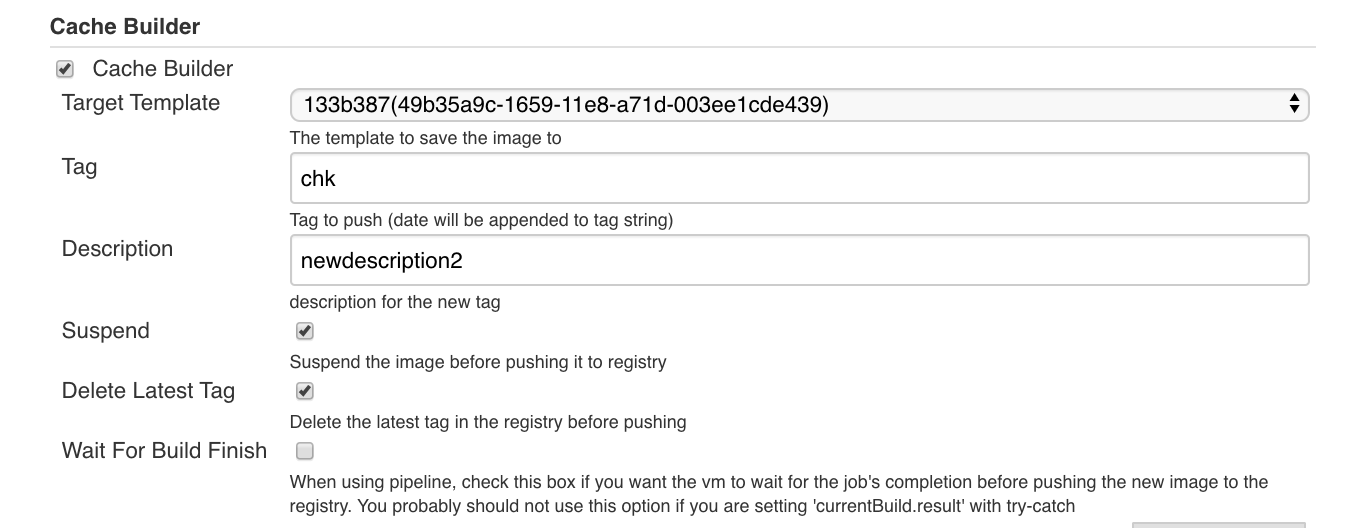 Cache Builder
Cache Builder
Target Template
133b387(49b35a9c-1659-11e8-a71d-003ee1cde439)
The template to save the image to
Tag
chk
Tag to push (date will be appended to tag string)
Description
newdescription2
description for the new tag
Suspend
Suspend the image before pushing it to registry
Delete Latest Tag
Delete the latest tag in the registry before pushing
Wait For Build Finish
When using pipeline, check this box if you want the vm to wait for the job's completion before pushing the new image to the
registry. You probably should not use this option if you are setting 'currentBuild.result' with try-catch